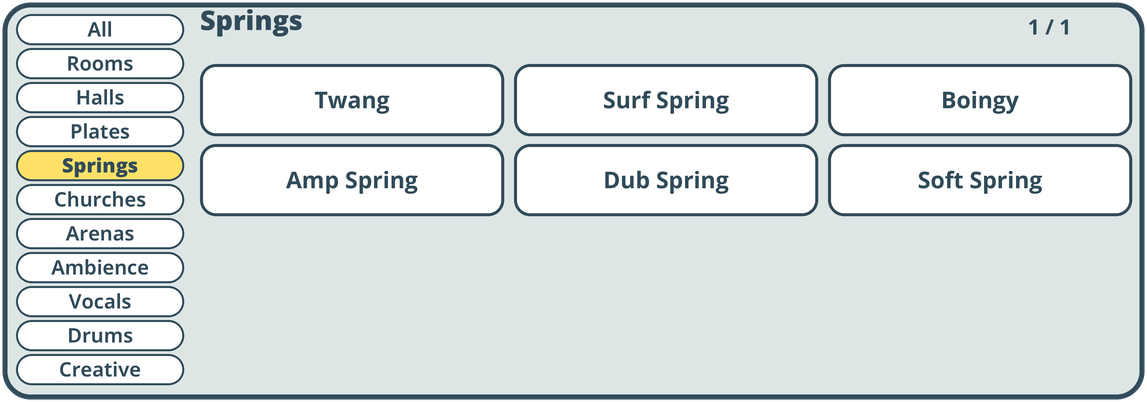 All
Rooms
Halls
Plates
Springs
Churches
Arenas
Ambience
Vocals
Drums
Creative
Springs
1 / 1
Twang
Surf Spring
Boingy
Amp Spring
Dub Spring
Soft Spring